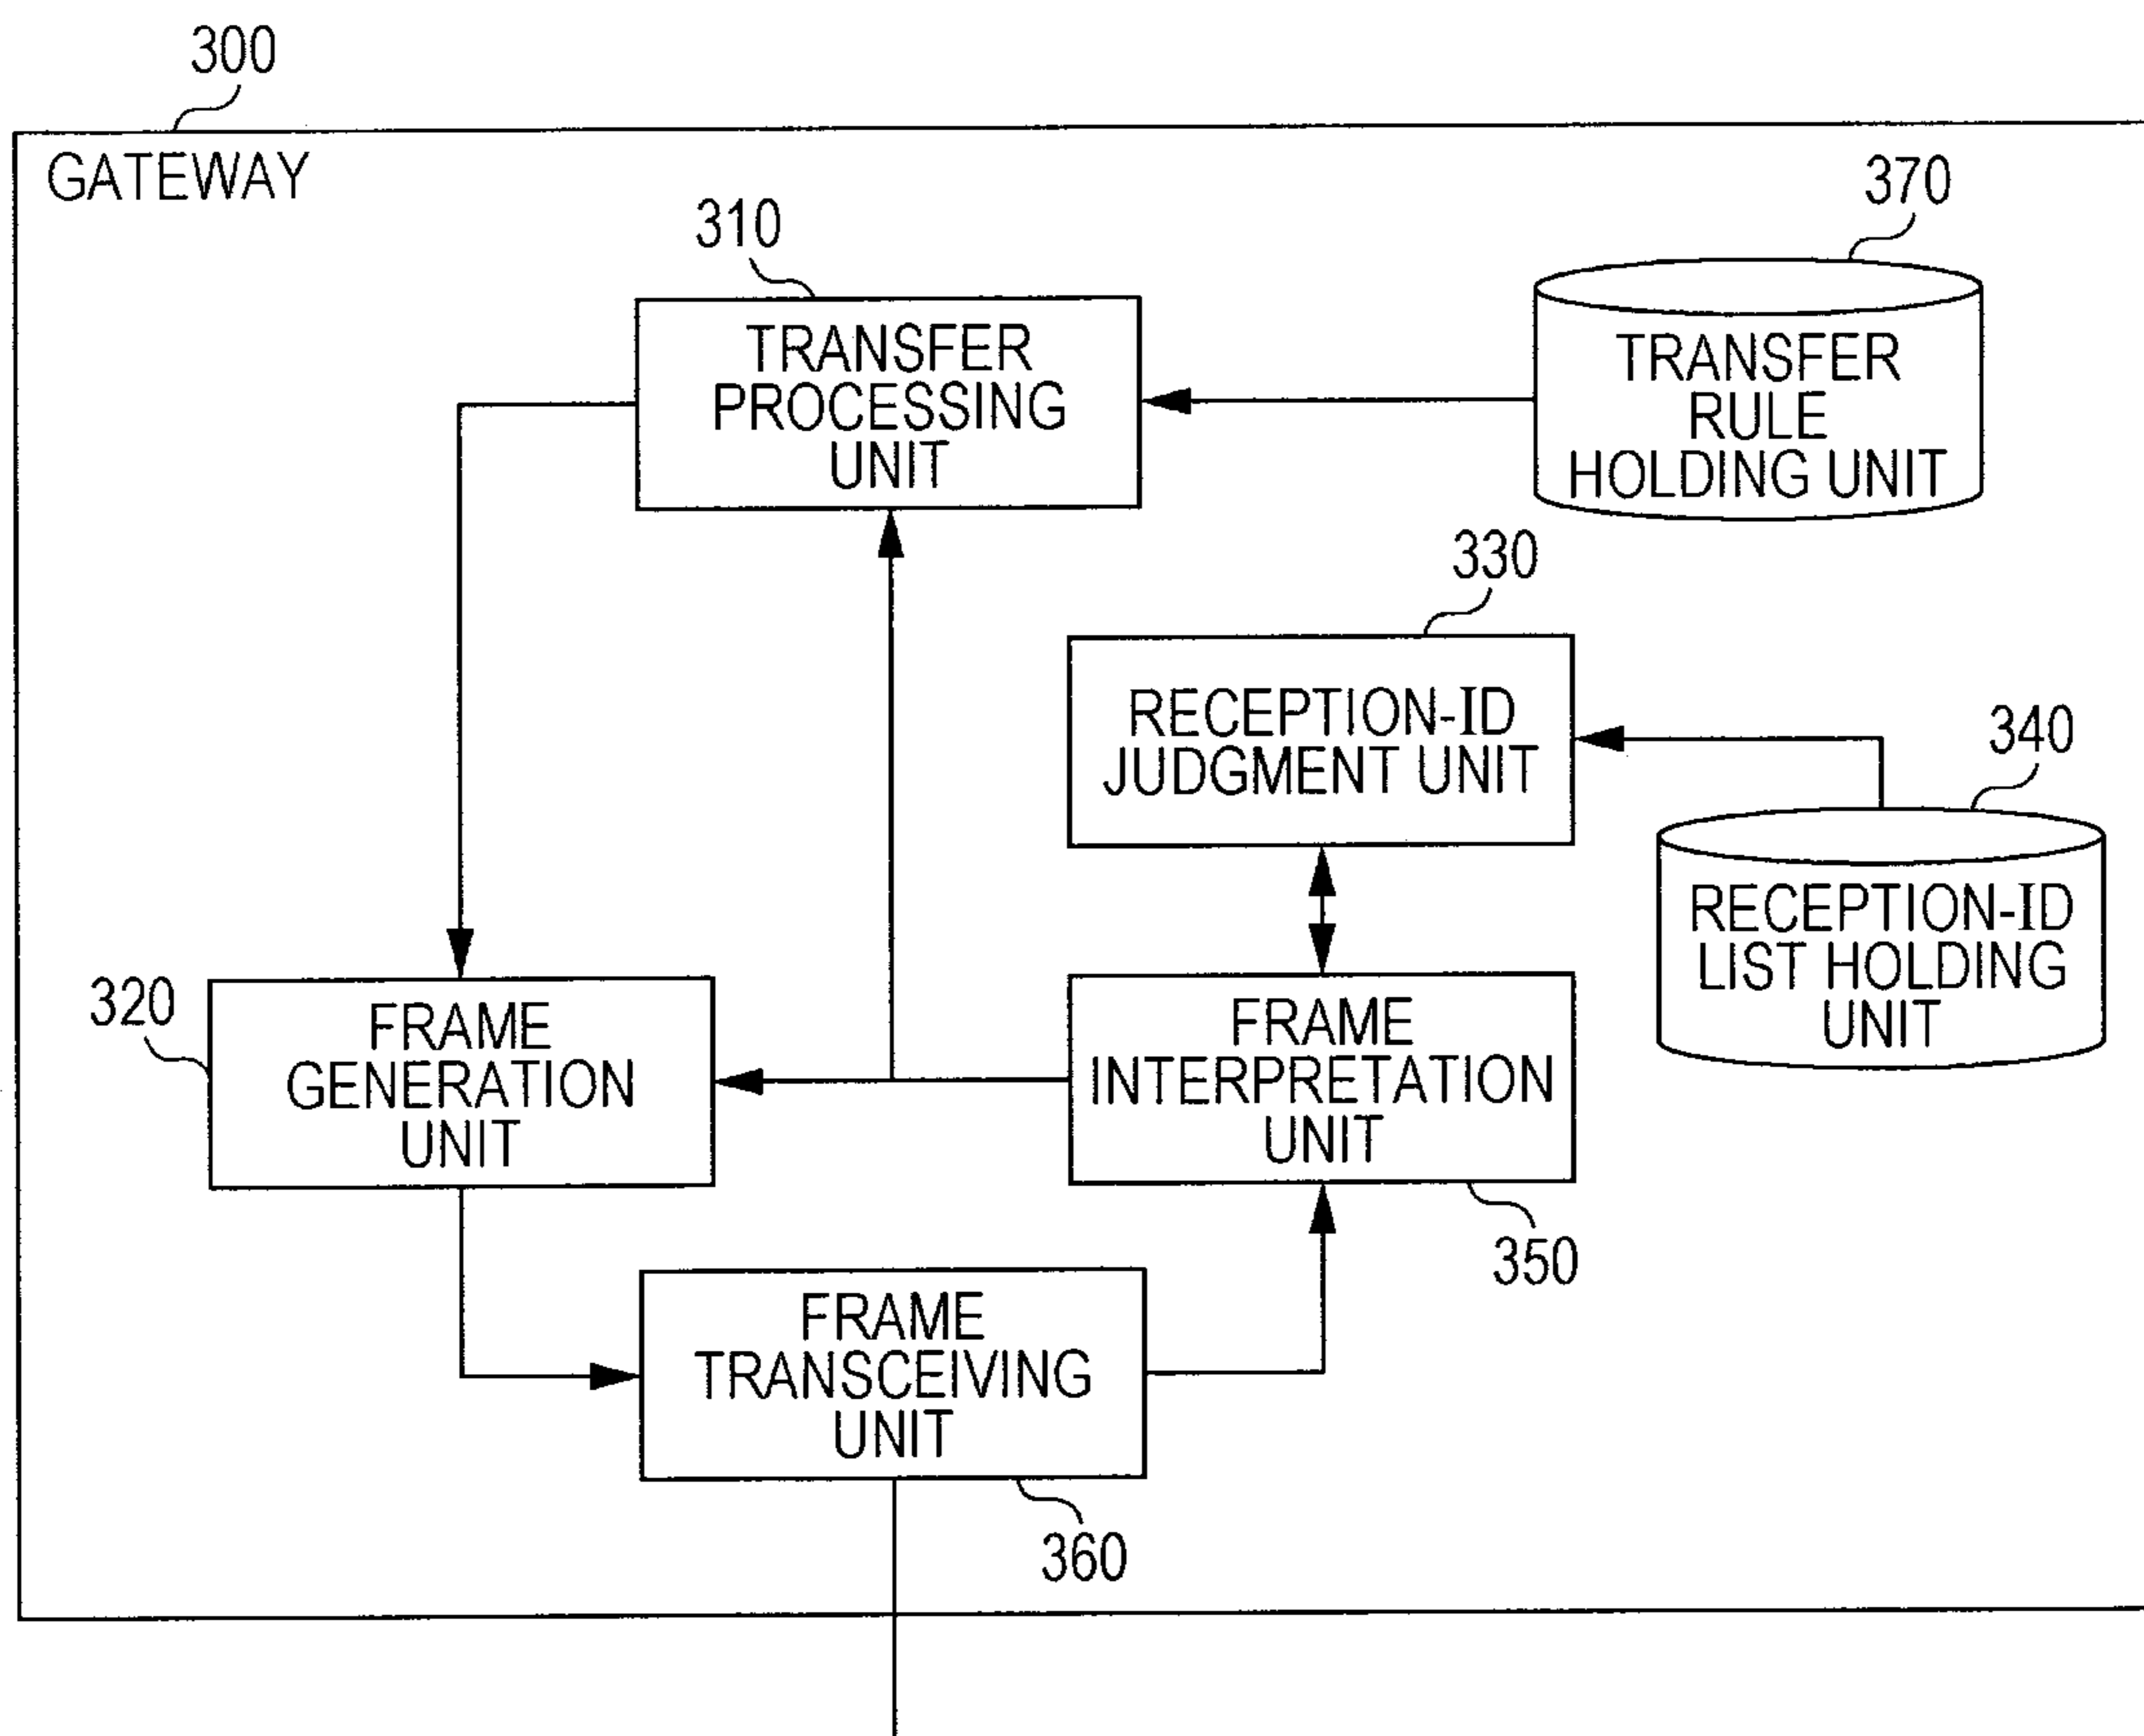 300
GATEWAY
370
310
TRANSFER
PROCESSING
UNIT
TRANSFER
RULE
HOLDING UNIT
330
RECEPTION-ID
JUDGMENT UNIT
340
RECEPTION-ID
LIST HOLDING
UNIT
320
FRAME
GENERATION
UNIT
FRAME
INTERPRETATION
UNIT
350
FRAME
TRANSCEIVING
UNIT
360